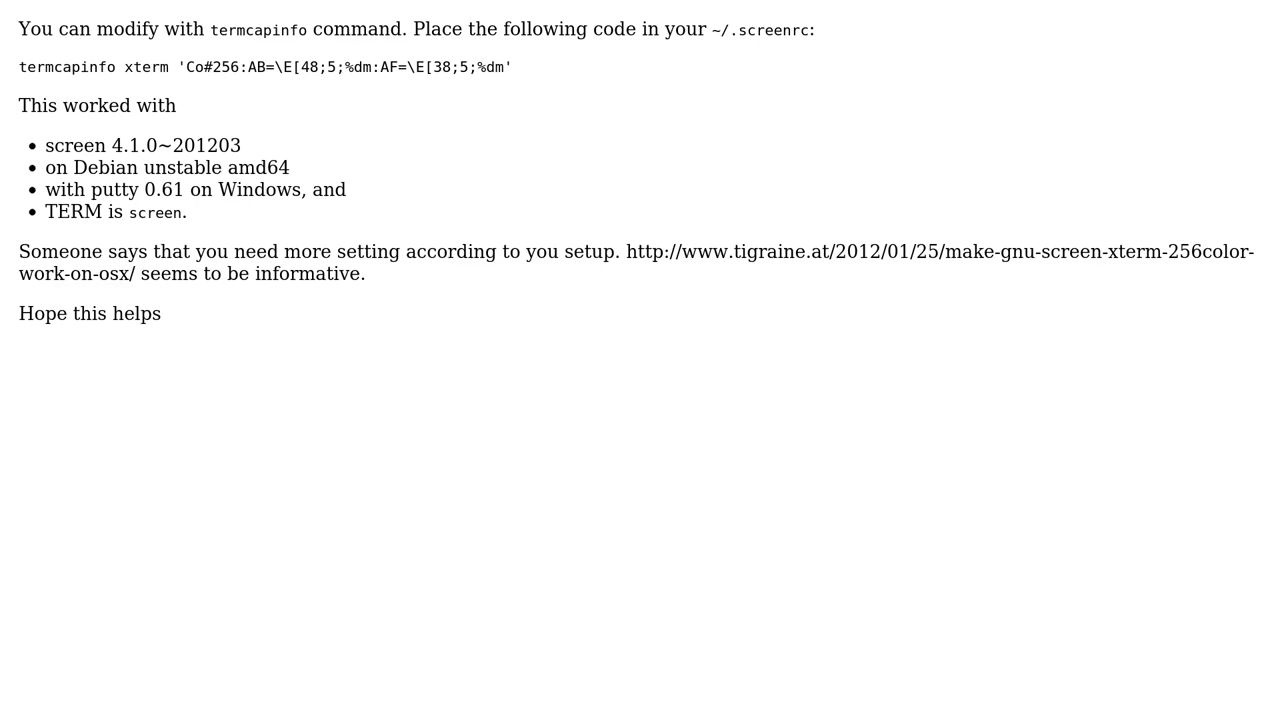 You can modify with termcapinfo command. Place the following code in your ~/.screenrc:
termcapinfo xterm 'Co#256:AB=\E[48;5;%dm:AF=\E[38;5;%dm'
This worked with
• screen 4.1.0~201203
• on Debian unstable amd64
• with putty 0.61 on Windows, and
• TERM is screen.
Someone says that you need more setting according to you setup. http://www.tigraine.at/2012/01/25/make-gnu-screen-xterm-256color-
work-on-osx/ seems to be informative.
Hope this helps